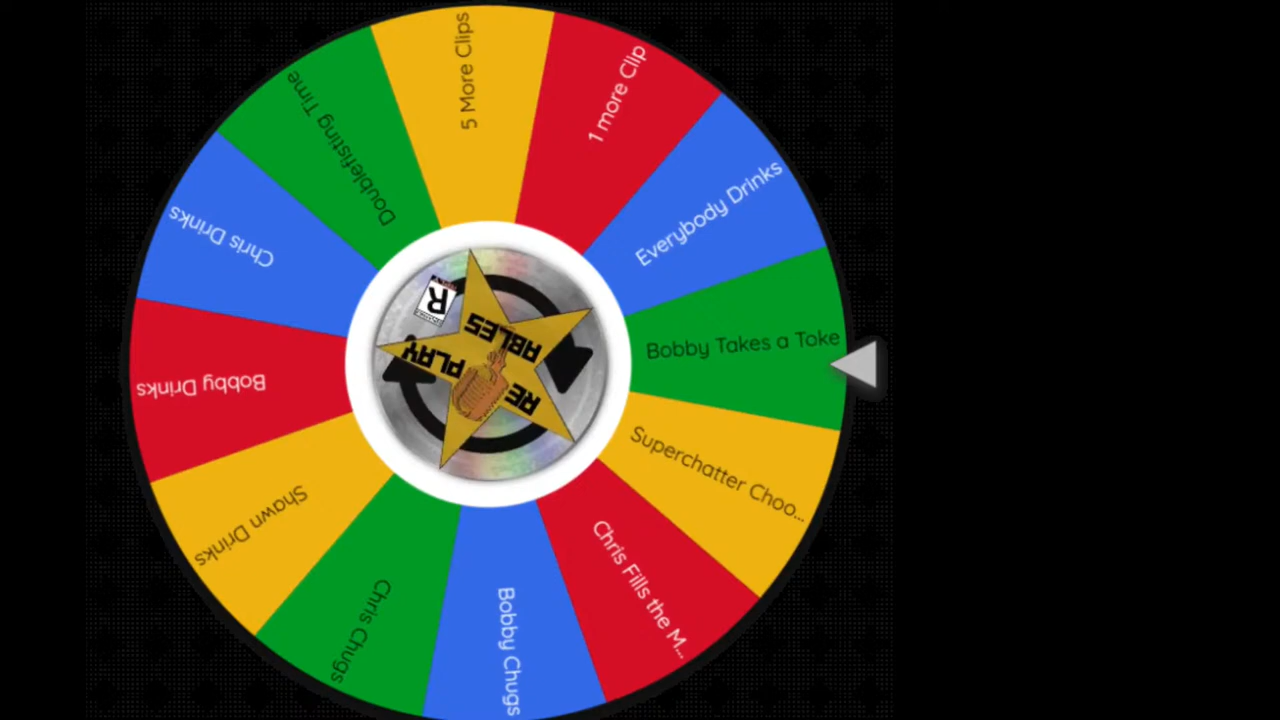 5 More Clips
1 more Clip
Everybody Drinks
Bobby Takes a Toke
Superchatter Choo...
Chris Fills the M...
Bobby Chugs
Chris Chugs
Shawn Drinks
Bobby Drinks
Chris Drinks
Doublefisting Time
RE
PLAY
ABLES
R